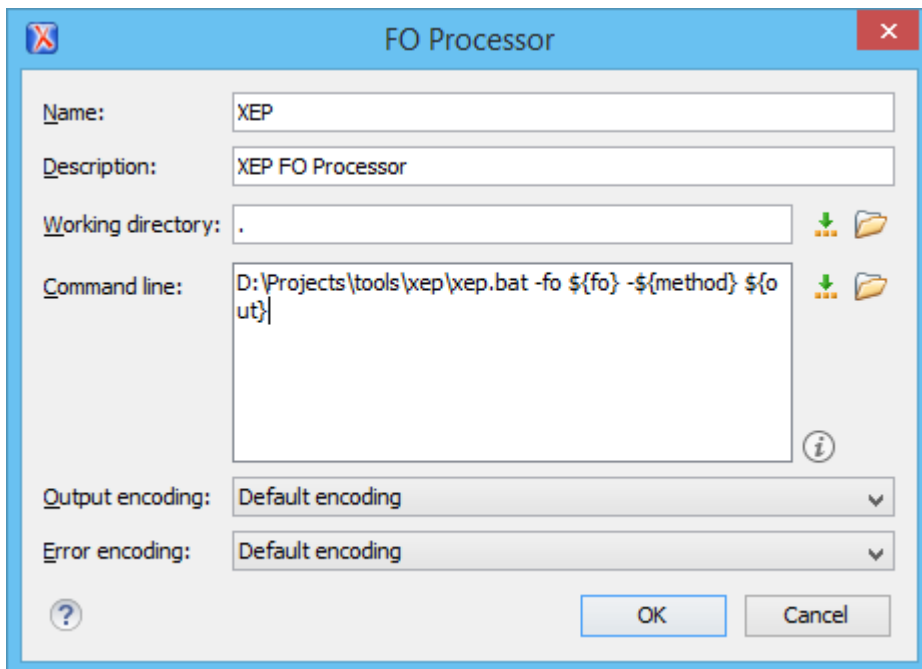 FO Processor
Name: XEP
Description: XEP FO Processor
Working directory: .
Command line: D:\Projects\tools\xep\xep.bat -fo ${fo} -${method} ${o
ut}
Output encoding: Default encoding
Error encoding: Default encoding
OK Cancel